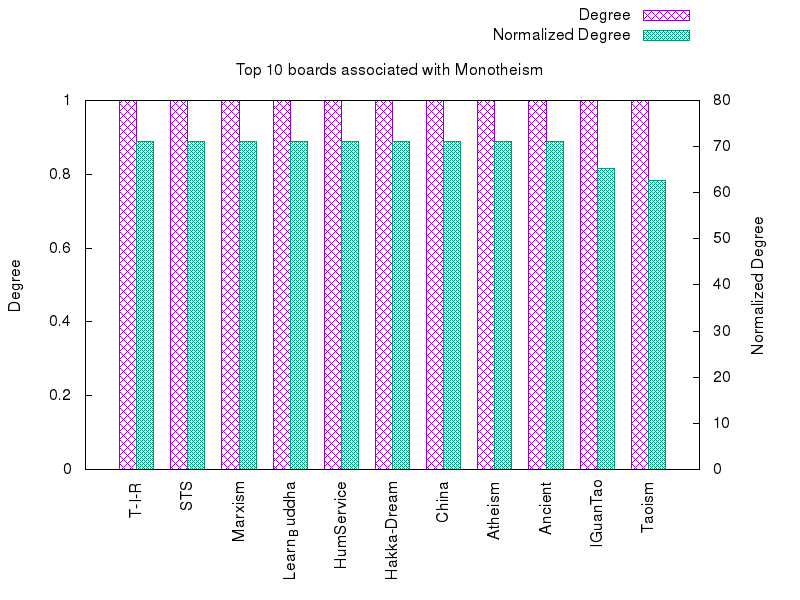 Degree
Normalized Degree
Top 10 boards associated with Monotheism
1
0.8
0.6
0.4
0.2
0
80
70
60
50
40
30
20
10
0
Degree
Normalized Degree
T-I-R
STS
Marxism
Learn_Buddha
HumService
Hakka-Dream
China
Atheism
Ancient
IGuanTao
Taoism